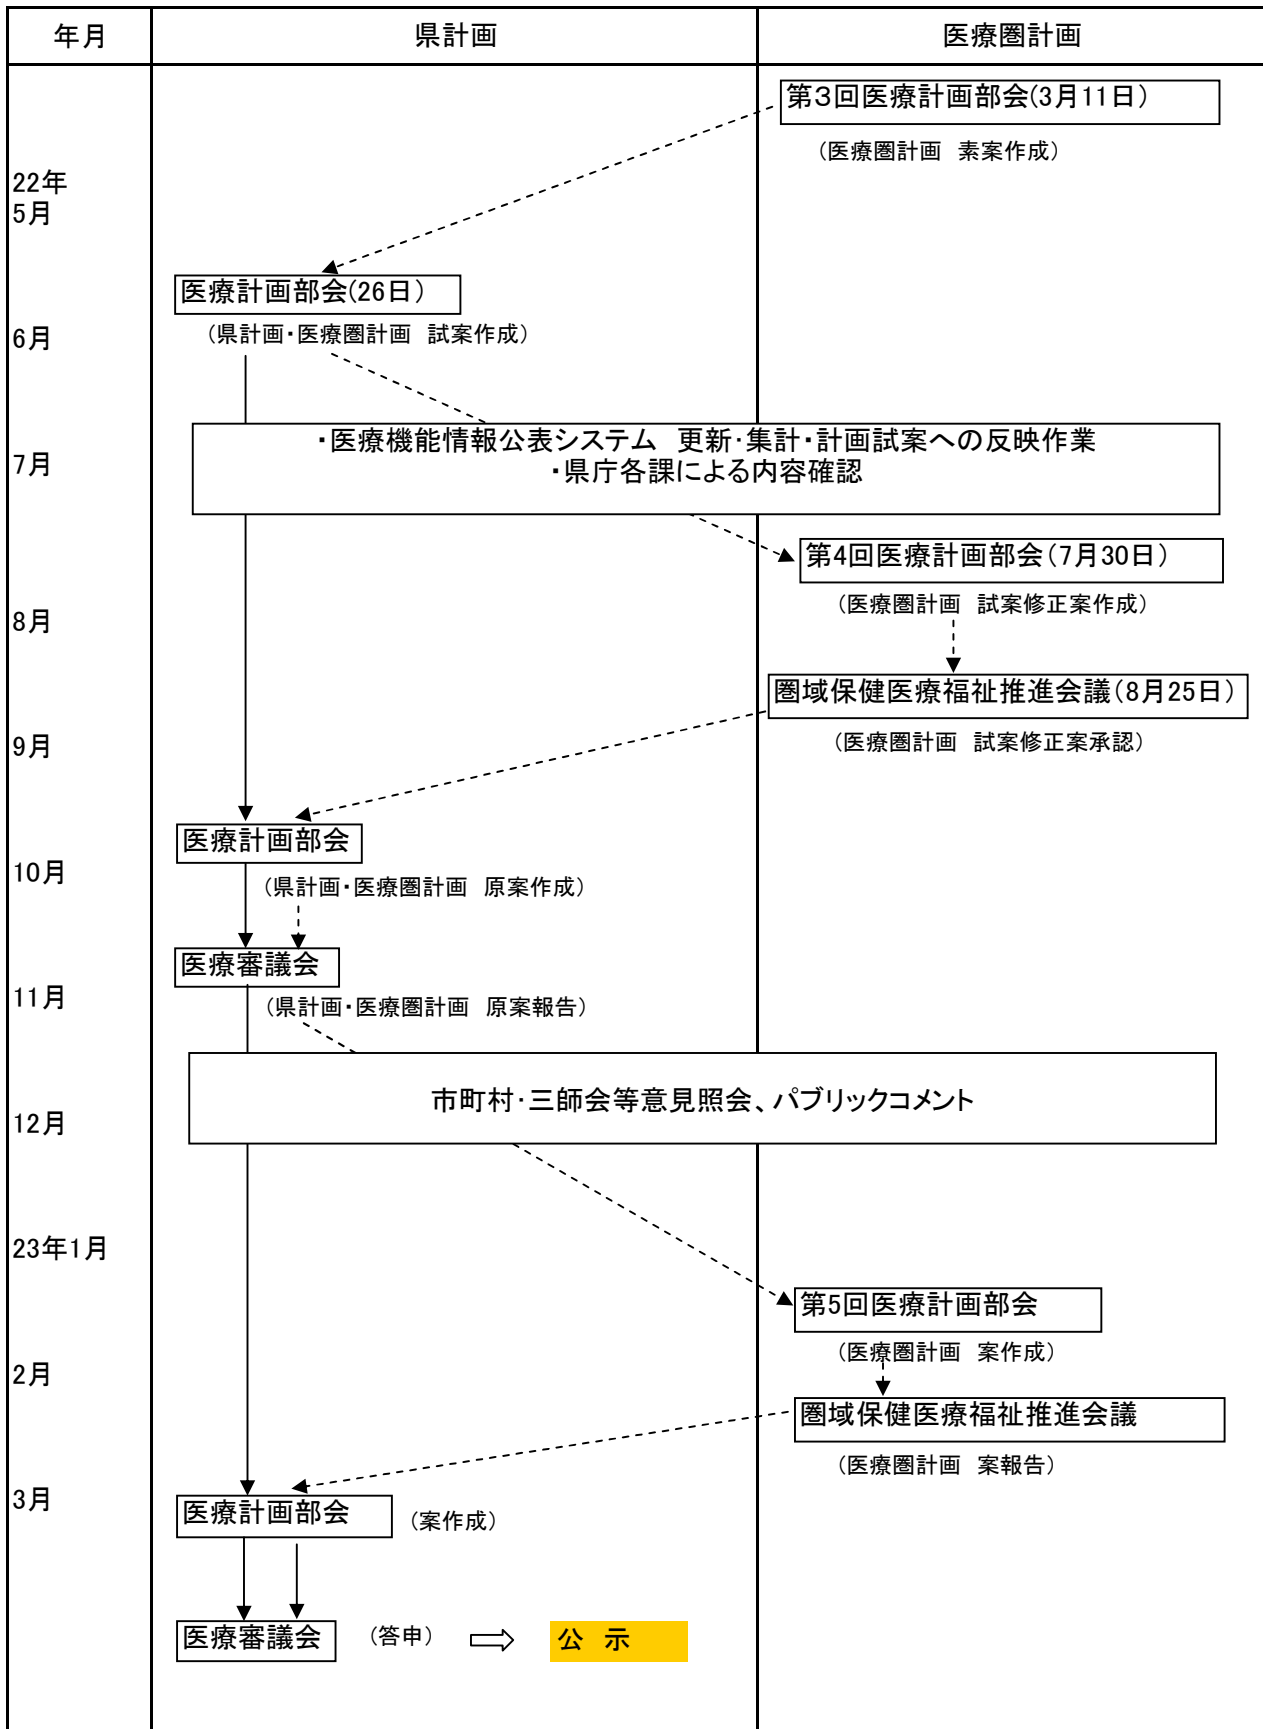 年月
県計画
医療圏計画
第３回医療計画部会(３月11日)
(医療圏計画　素案作成)
22年
5月
医療計画部会(26日)
6月
(県計画・医療圏計画　試案作成)
・医療機能情報公表システム　更新・集計・計画試案への反映作業
7月
・県庁各課による内容確認
第4回医療計画部会(7月30日)
(医療圏計画　試案修正案作成)
8月
圏域保健医療福祉推進会議(8月25日)
9月
(医療圏計画　試案修正案承認)
医療計画部会
10月
(県計画・医療圏計画　原案作成)
医療審議会
11月
(県計画・医療圏計画　原案報告)
市町村・三師会等意見照会、パブリックコメント
12月
23年1月
第5回医療計画部会
(医療圏計画　案作成)
2月
圏域保健医療福祉推進会議
(医療圏計画　案報告)
3月
医療計画部会
(案作成)
医療審議会
(答申)
公　示